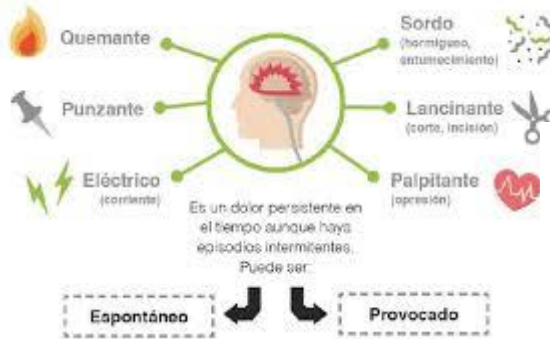 Quemante
Punzante
Eléctrico
(corriente)
Sordo
(hormigueo,
entumecimiento)
Lancinante
(corte, incisión)
Palpitante
(opresión)
Es un dolor persistente en
el tiempo aunque haya
episodios intermitentes.
Puede ser:
Espontáneo
Provocado